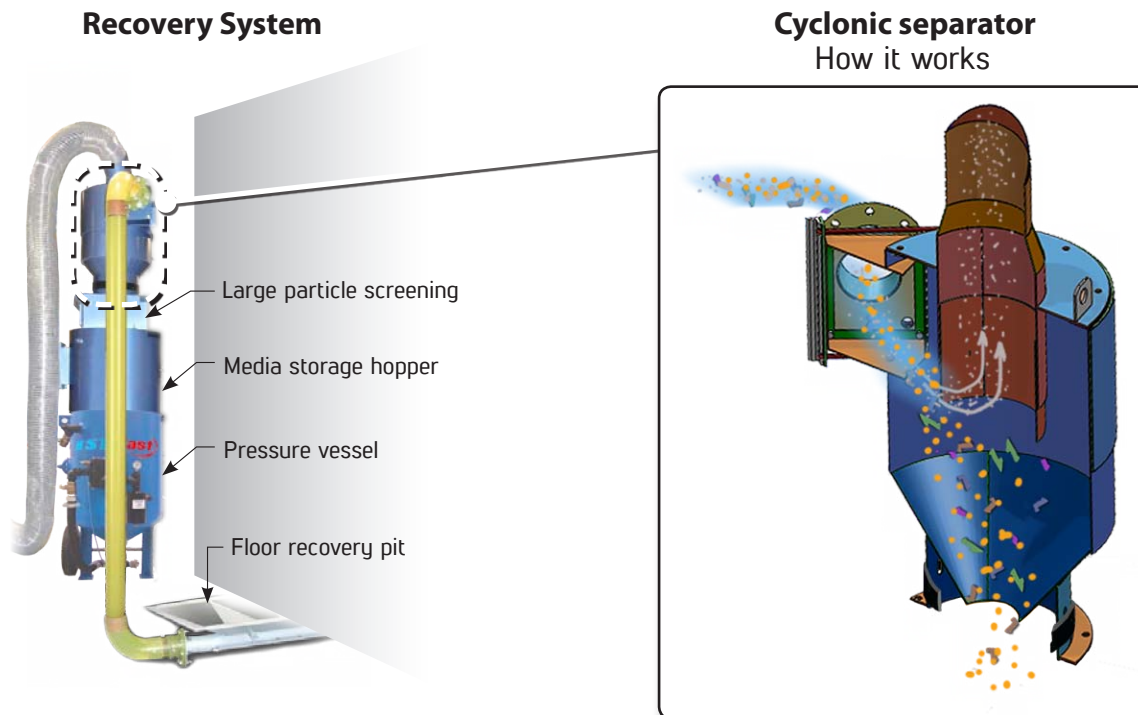 Recovery System
Cyclonic separator
How it works
Large particle screening
Media storage hopper
Pressure vessel
Floor recovery pit